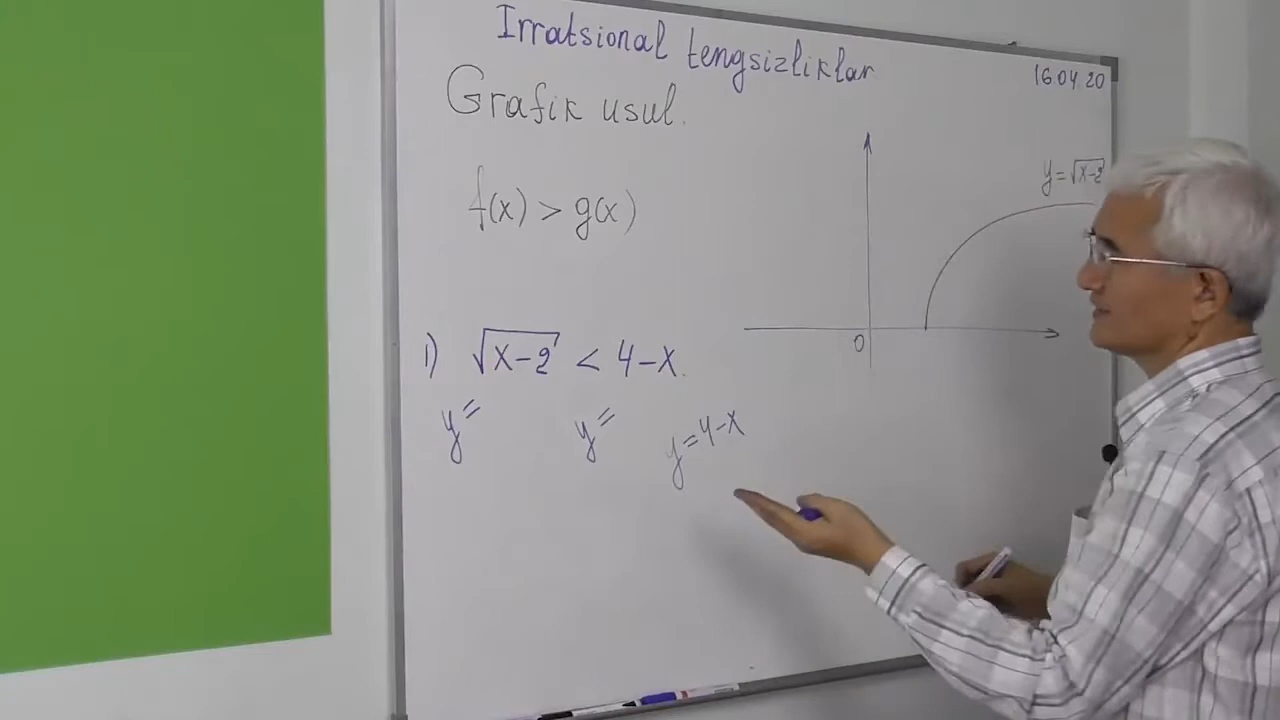 Irratsional tengsizliklar
16 04 20
Grafik usul.
f(x) > g(x)
y=√x-2
0
1) √x-2 < 4-x.
y=
y=
y=4-x